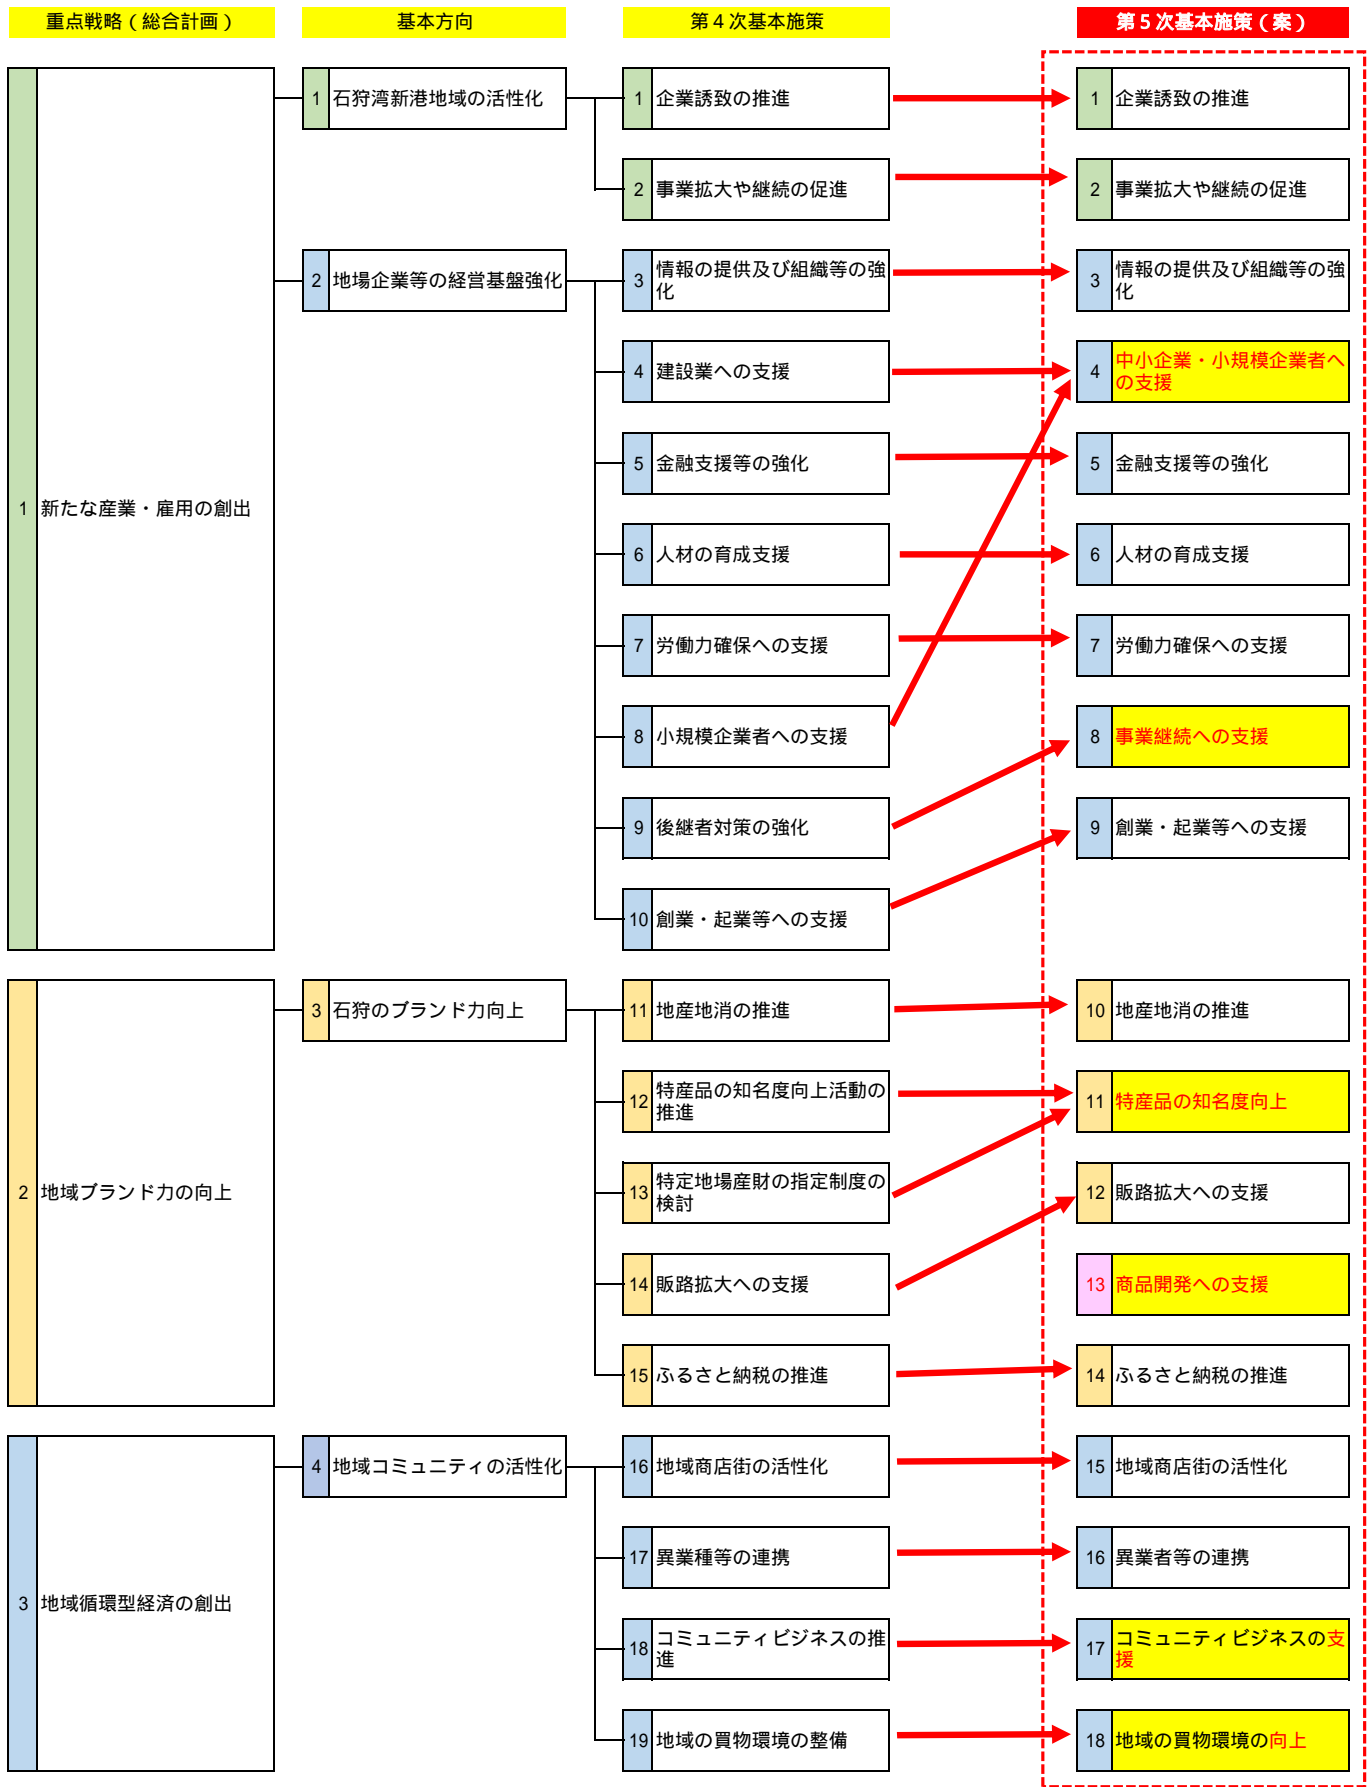 重点戦略（総合計画）
基本方向
第４次基本施策
第５次基本施策（案）
1 新たな産業・雇用の創出
1 石狩湾新港地域の活性化
1 企業誘致の推進
1 企業誘致の推進
2 事業拡大や継続の促進
2 事業拡大や継続の促進
2 地場企業等の経営基盤強化
3 情報の提供及び組織等の強
化
3 情報の提供及び組織等の強
化
4 建設業への支援
4 中小企業・小規模企業者へ
の支援
5 金融支援等の強化
5 金融支援等の強化
6 人材の育成支援
6 人材の育成支援
7 労働力確保への支援
7 労働力確保への支援
8 小規模企業者への支援
8 事業継続への支援
9 後継者対策の強化
9 創業・起業等への支援
10 創業・起業等への支援
2 地域ブランド力の向上
3 石狩のブランド力向上
11 地産地消の推進
10 地産地消の推進
12 特産品の知名度向上活動の
推進
11 特産品の知名度向上
13 特定地場産財の指定制度の
検討
12 販路拡大への支援
14 販路拡大への支援
13 商品開発への支援
15 ふるさと納税の推進
14 ふるさと納税の推進
3 地域循環型経済の創出
4 地域コミュニティの活性化
16 地域商店街の活性化
15 地域商店街の活性化
17 異業種等の連携
16 異業者等の連携
18 コミュニティビジネスの推
進
17 コミュニティビジネスの支
援
19 地域の買物環境の整備
18 地域の買物環境の向上